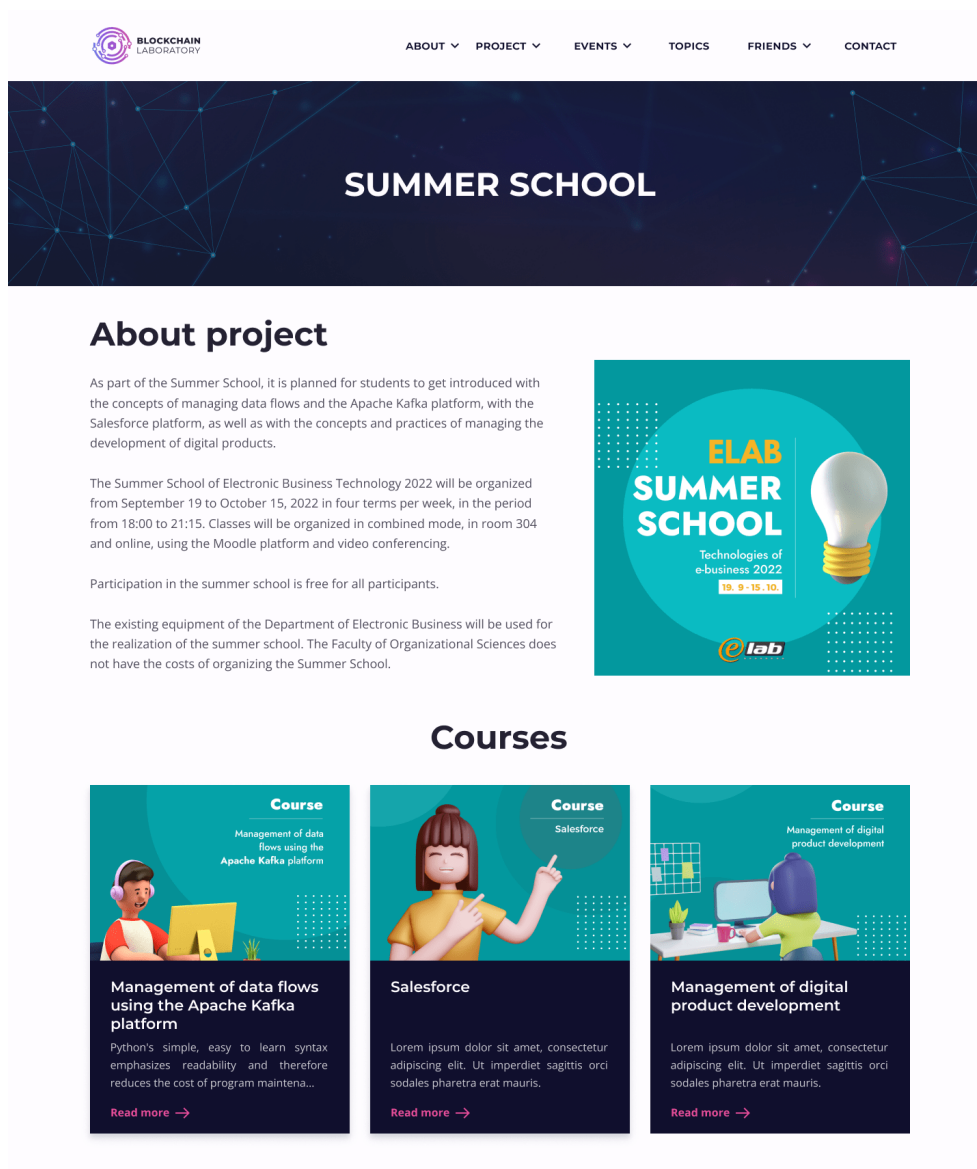 BLOCKCHAIN
LABORATORY
ABOUT PROJECT EVENTS TOPICS FRIENDS CONTACT
SUMMER SCHOOL
About project
As part of the Summer School, it is planned for students to get introduced with
the concepts of managing data flows and the Apache Kafka platform, with the
Salesforce platform, as well as with the concepts and practices of managing the
development of digital products.
The Summer School of Electronic Business Technology 2022 will be organized
from September 19 to October 15, 2022 in four terms per week, in the period
from 18:00 to 21:15. Classes will be organized in combined mode, in room 304
and online, using the Moodle platform and video conferencing.
Participation in the summer school is free for all participants.
The existing equipment of the Department of Electronic Business will be used for
the realization of the summer school. The Faculty of Organizational Sciences does
not have the costs of organizing the Summer School.
ELAB
SUMMER
SCHOOL
Technologies of
e-business 2022
19. 9 - 15. 10.
e lab
Courses
Course
Management of data
flows using the
Apache Kafka platform
Management of data flows
using the Apache Kafka
platform
Python's simple, easy to learn syntax
emphasizes readability and therefore
reduces the cost of program maintena...
Read more
Course
Salesforce
Salesforce
Lorem ipsum dolor sit amet, consectetur
adipiscing elit. Ut imperdiet sagittis orci
sodales pharetra erat mauris.
Read more
Course
Management of digital
product development
Management of digital
product development
Lorem ipsum dolor sit amet, consectetur
adipiscing elit. Ut imperdiet sagittis orci
sodales pharetra erat mauris.
Read more